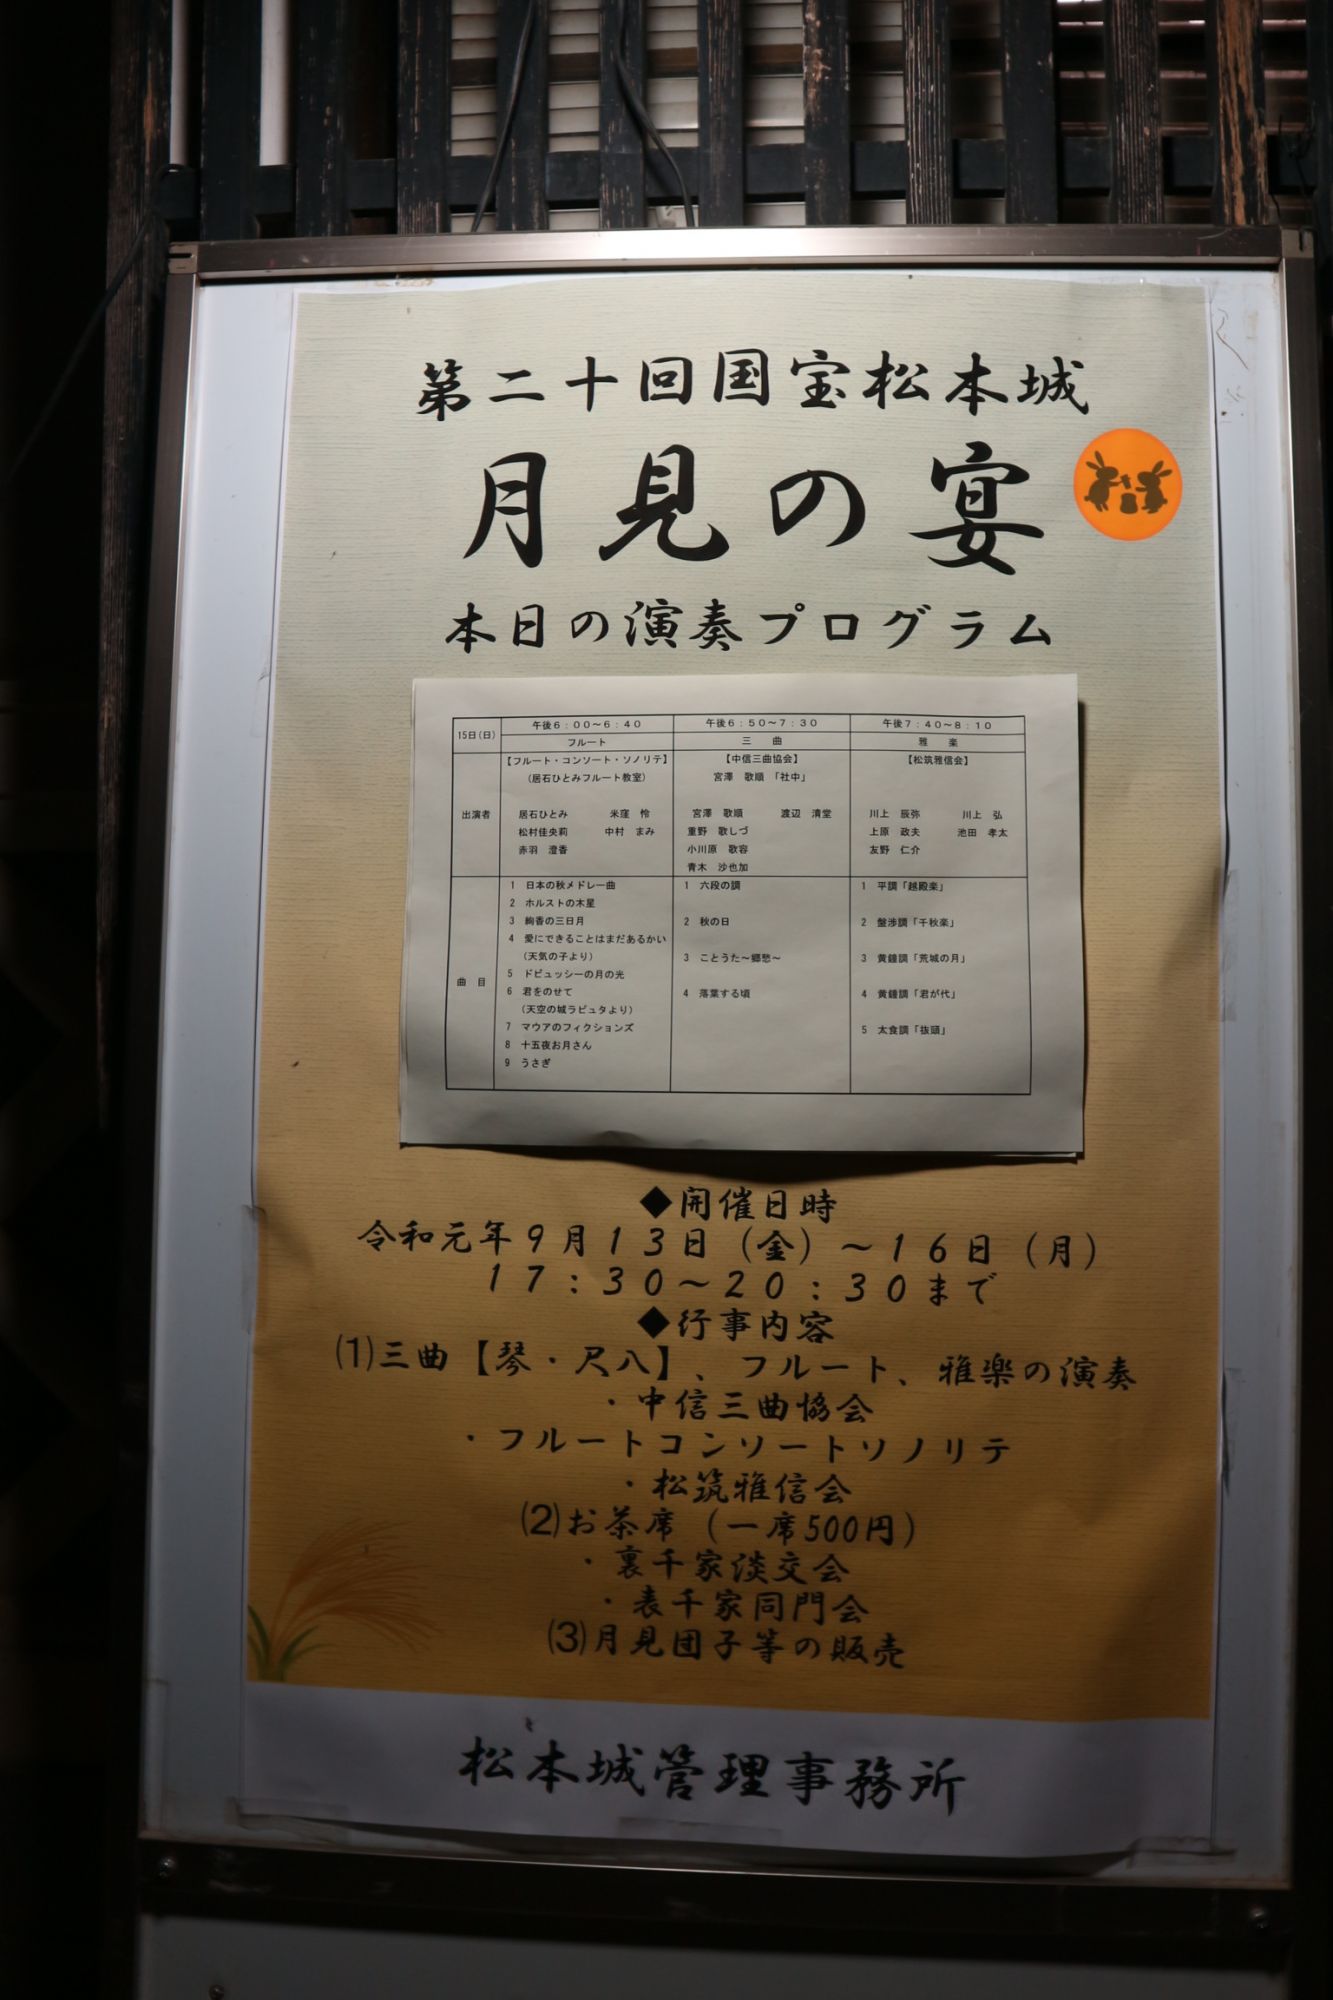 第二十回国宝松本城
月見の宴
本日の演奏プログラム
15日(日) 午後6:00~6:40 午後6:50~7:30 午後7:40~8:10
フルート 三 曲 雅 楽
出演者
【フルート・コンソート・ソノリテ】
(居石ひとみフルート教室)
居石ひとみ 米窪 怜
松村佳央莉 中村 まみ
赤羽 澄香
【中信三曲協会】
宮澤 歌順 「社中」
宮澤 歌順 渡辺 清堂
重野 歌しづ
小川原 歌容
青木 沙也加
【松筑雅信会】
川上 辰弥 川上 弘
上原 政夫 池田 孝太
友野 仁介
曲 目
1 日本の秋メドレー曲
2 ホルストの木星
3 絢香の三日月
4 愛にできることはまだあるかい
(天気の子より)
5 ドビュッシーの月の光
6 君をのせて
(天空の城ラピュタより)
7 マウアのフィクションズ
8 十五夜お月さん
9 うさぎ
1 六段の調
2 秋の日
3 ことうた~郷愁~
4 落葉する頃
1 平調「越殿楽」
2 盤渉調「千秋楽」
3 黄鐘調「荒城の月」
4 黄鐘調「君が代」
5 太食調「抜頭」
◆開催日時
令和元年9月13日(金)~16日(月)
17:30~20:30まで
◆行事内容
⑴三曲【琴・尺八】、フルート、雅楽の演奏
・中信三曲協会
・フルートコンソートソノリテ
・松筑雅信会
⑵お茶席(一席500円)
・裏千家淡交会
・表千家同門会
⑶月見団子等の販売
松本城管理事務所